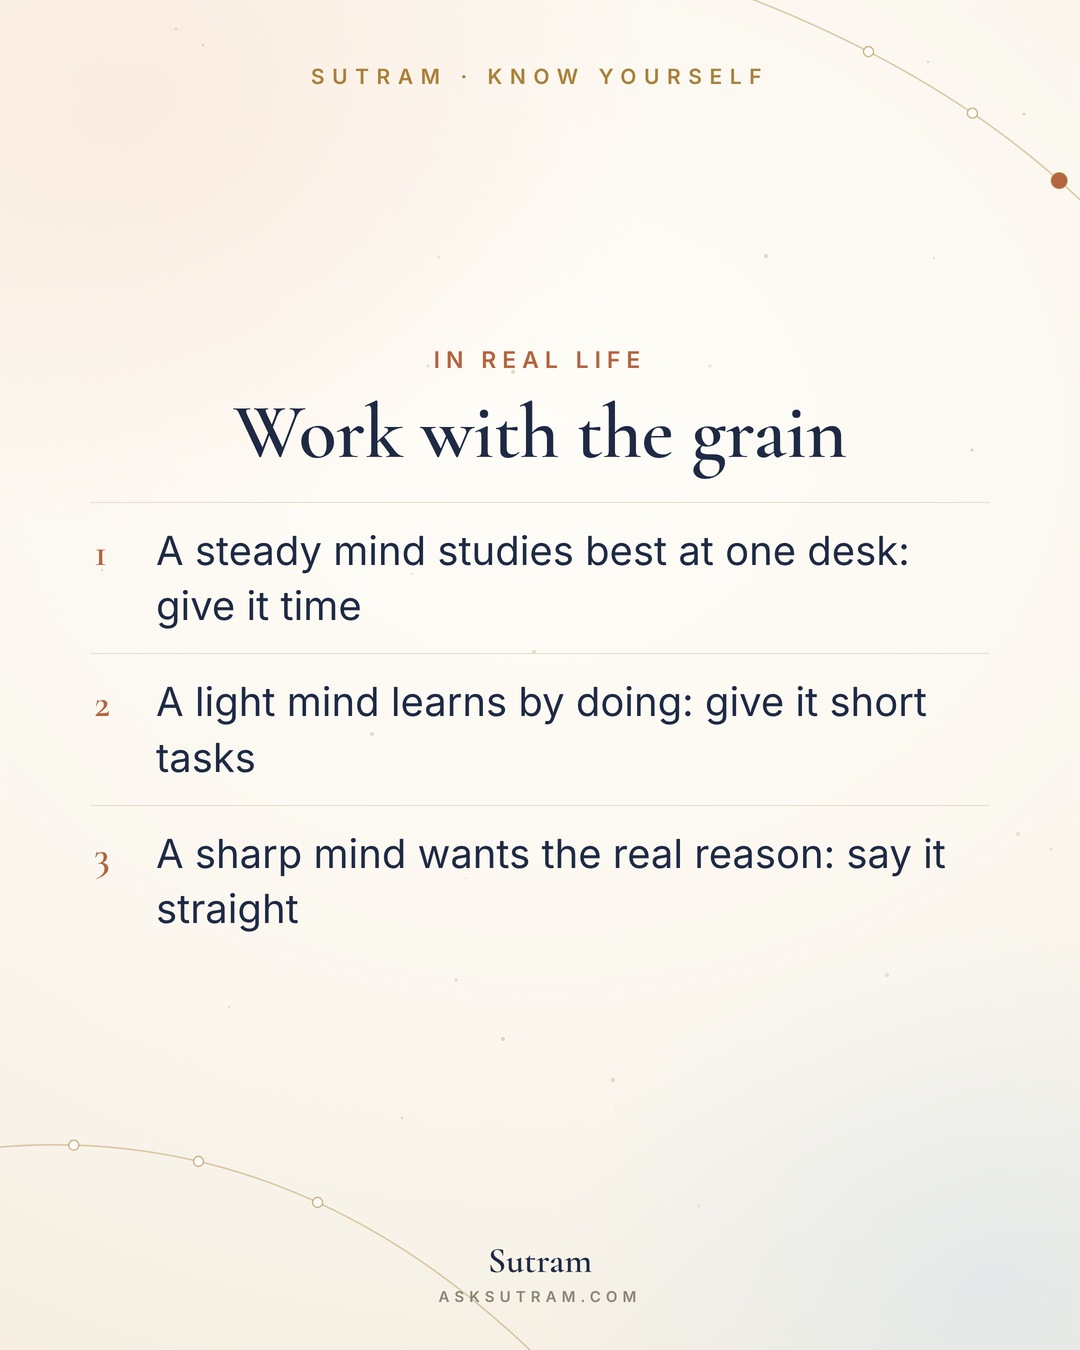 SUTRAM · KNOW YOURSELF
IN REAL LIFE
Work with the grain
1 A steady mind studies best at one desk:
give it time
2 A light mind learns by doing: give it short
tasks
3 A sharp mind wants the real reason: say it
straight
Sutram
ASKSUTRAM.COM